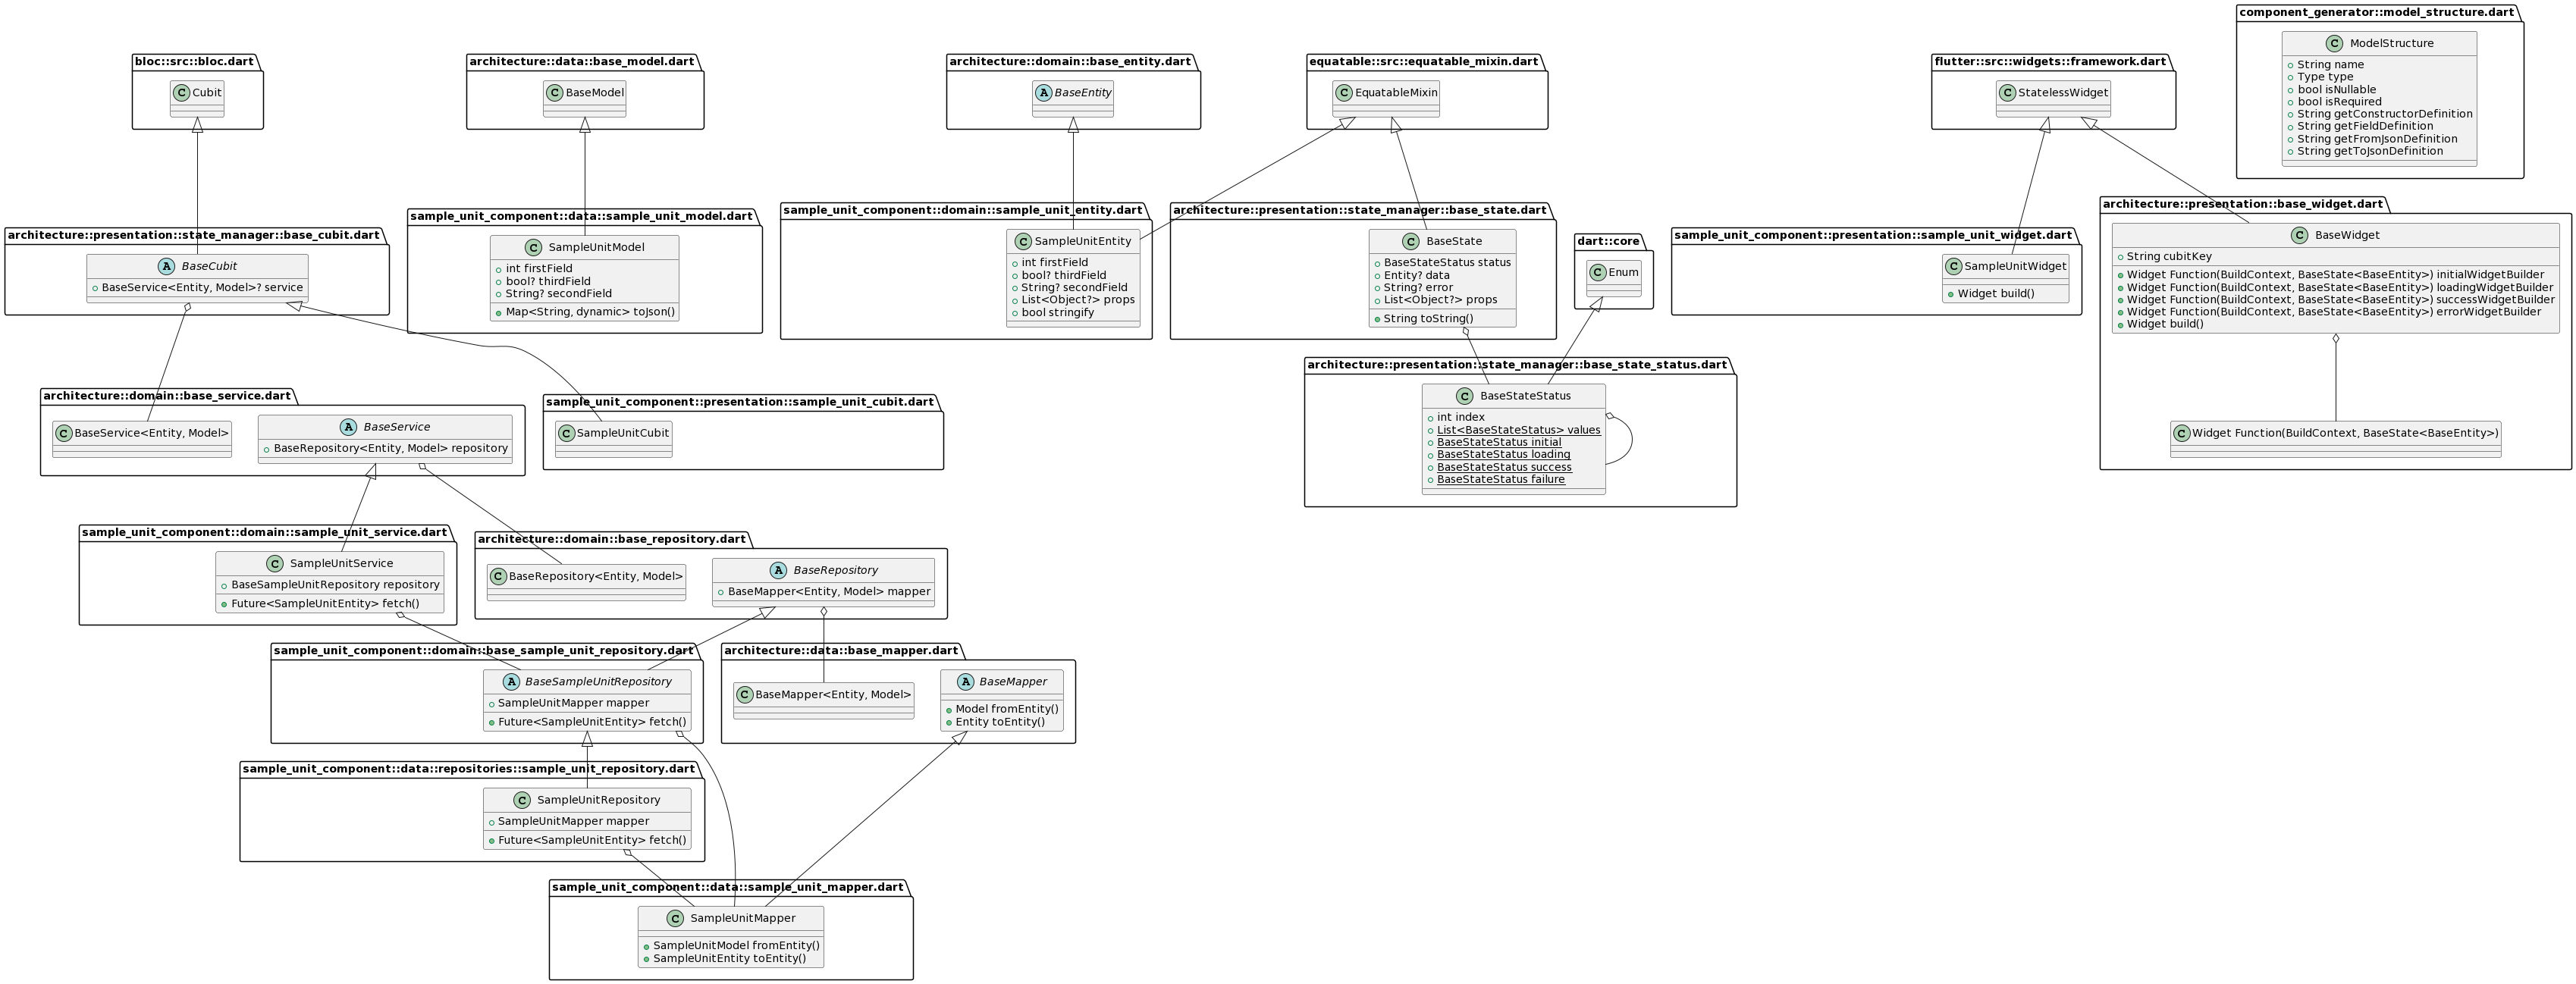 component_generator::model_structure.dart
C ModelStructure
String name
Type type
bool isNullable
bool isRequired
String getConstructorDefinition
String getFieldDefinition
String getFromJsonDefinition
String getToJsonDefinition
bloc::src::bloc.dart
C Cubit
architecture::data::base_model.dart
C BaseModel
architecture::domain::base_entity.dart
A BaseEntity
equatable::src::equatable_mixin.dart
C EquatableMixin
flutter::src::widgets::framework.dart
C StatelessWidget
architecture::presentation::state_manager::base_cubit.dart
A BaseCubit
BaseService<Entity, Model>? service
sample_unit_component::data::sample_unit_model.dart
C SampleUnitModel
int firstField
bool? thirdField
String? secondField
Map<String, dynamic> toJson()
sample_unit_component::domain::sample_unit_entity.dart
C SampleUnitEntity
int firstField
bool? thirdField
String? secondField
List<Object?> props
bool stringify
architecture::presentation::state_manager::base_state.dart
C BaseState
BaseStateStatus status
Entity? data
String? error
List<Object?> props
String toString()
dart::core
C Enum
sample_unit_component::presentation::sample_unit_widget.dart
C SampleUnitWidget
Widget build()
architecture::presentation::base_widget.dart
C BaseWidget
String cubitKey
Widget Function(BuildContext, BaseState<BaseEntity>) initialWidgetBuilder
Widget Function(BuildContext, BaseState<BaseEntity>) loadingWidgetBuilder
Widget Function(BuildContext, BaseState<BaseEntity>) successWidgetBuilder
Widget Function(BuildContext, BaseState<BaseEntity>) errorWidgetBuilder
Widget build()
C Widget Function(BuildContext, BaseState<BaseEntity>)
architecture::presentation::state_manager::base_state_status.dart
C BaseStateStatus
int index
List<BaseStateStatus> values
BaseStateStatus initial
BaseStateStatus loading
BaseStateStatus success
BaseStateStatus failure
architecture::domain::base_service.dart
C BaseService<Entity, Model>
A BaseService
BaseRepository<Entity, Model> repository
sample_unit_component::presentation::sample_unit_cubit.dart
C SampleUnitCubit
sample_unit_component::domain::sample_unit_service.dart
C SampleUnitService
BaseSampleUnitRepository repository
Future<SampleUnitEntity> fetch()
architecture::domain::base_repository.dart
C BaseRepository<Entity, Model>
A BaseRepository
BaseMapper<Entity, Model> mapper
sample_unit_component::domain::base_sample_unit_repository.dart
A BaseSampleUnitRepository
SampleUnitMapper mapper
Future<SampleUnitEntity> fetch()
architecture::data::base_mapper.dart
C BaseMapper<Entity, Model>
A BaseMapper
Model fromEntity()
Entity toEntity()
sample_unit_component::data::repositories::sample_unit_repository.dart
C SampleUnitRepository
SampleUnitMapper mapper
Future<SampleUnitEntity> fetch()
sample_unit_component::data::sample_unit_mapper.dart
C SampleUnitMapper
SampleUnitModel fromEntity()
SampleUnitEntity toEntity()